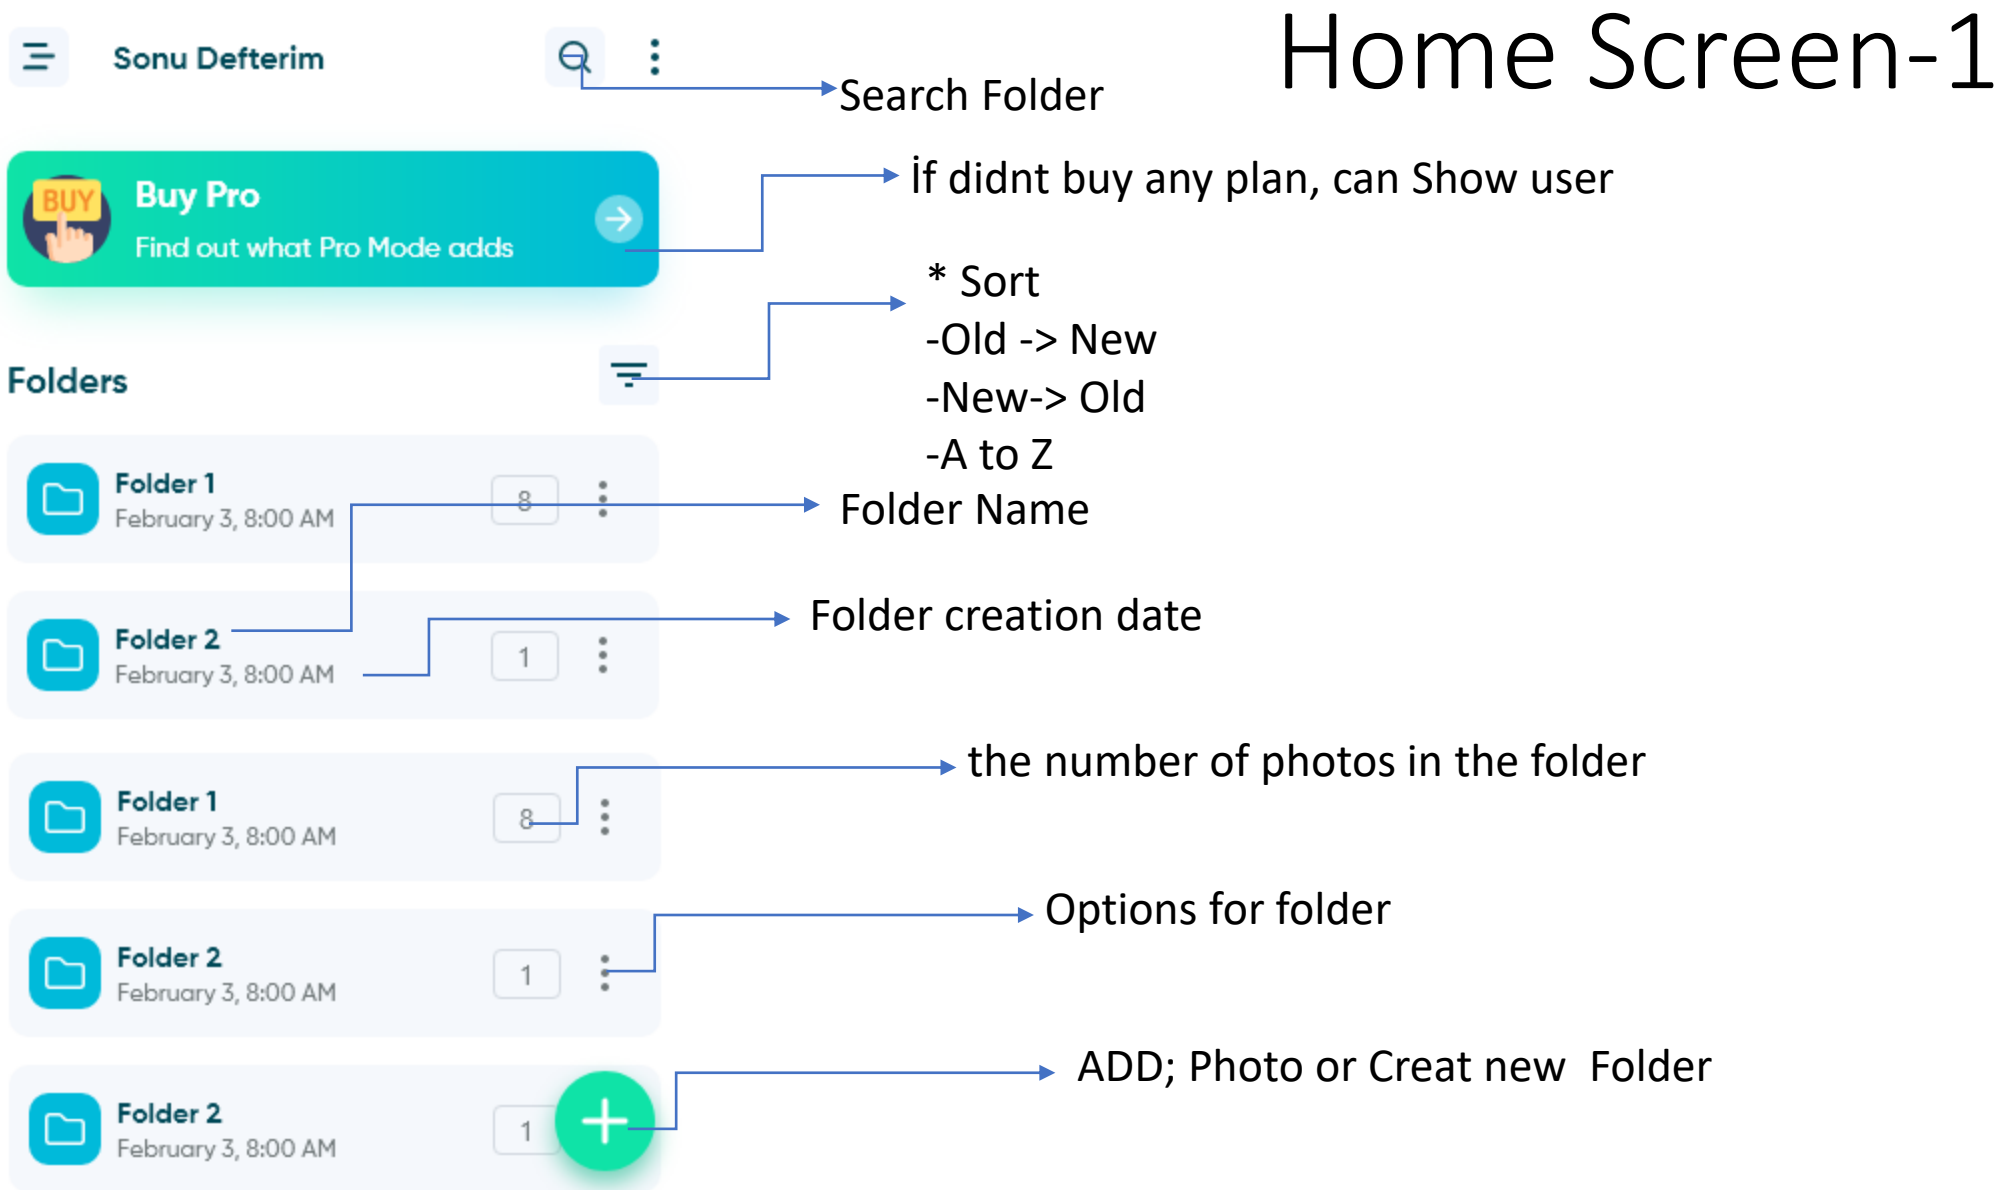 Home Screen-1
Sonu Defterim
Search Folder
BUY
Buy Pro
Find out what Pro Mode adds
İf didnt buy any plan, can Show user
* Sort
-Old -> New
-New-> Old
-A to Z
Folders
Folder 1
February 3, 8:00 AM
8
Folder Name
Folder 2
February 3, 8:00 AM
1
Folder creation date
Folder 1
February 3, 8:00 AM
8
the number of photos in the folder
Folder 2
February 3, 8:00 AM
1
Options for folder
Folder 2
February 3, 8:00 AM
1
ADD; Photo or Creat new  Folder